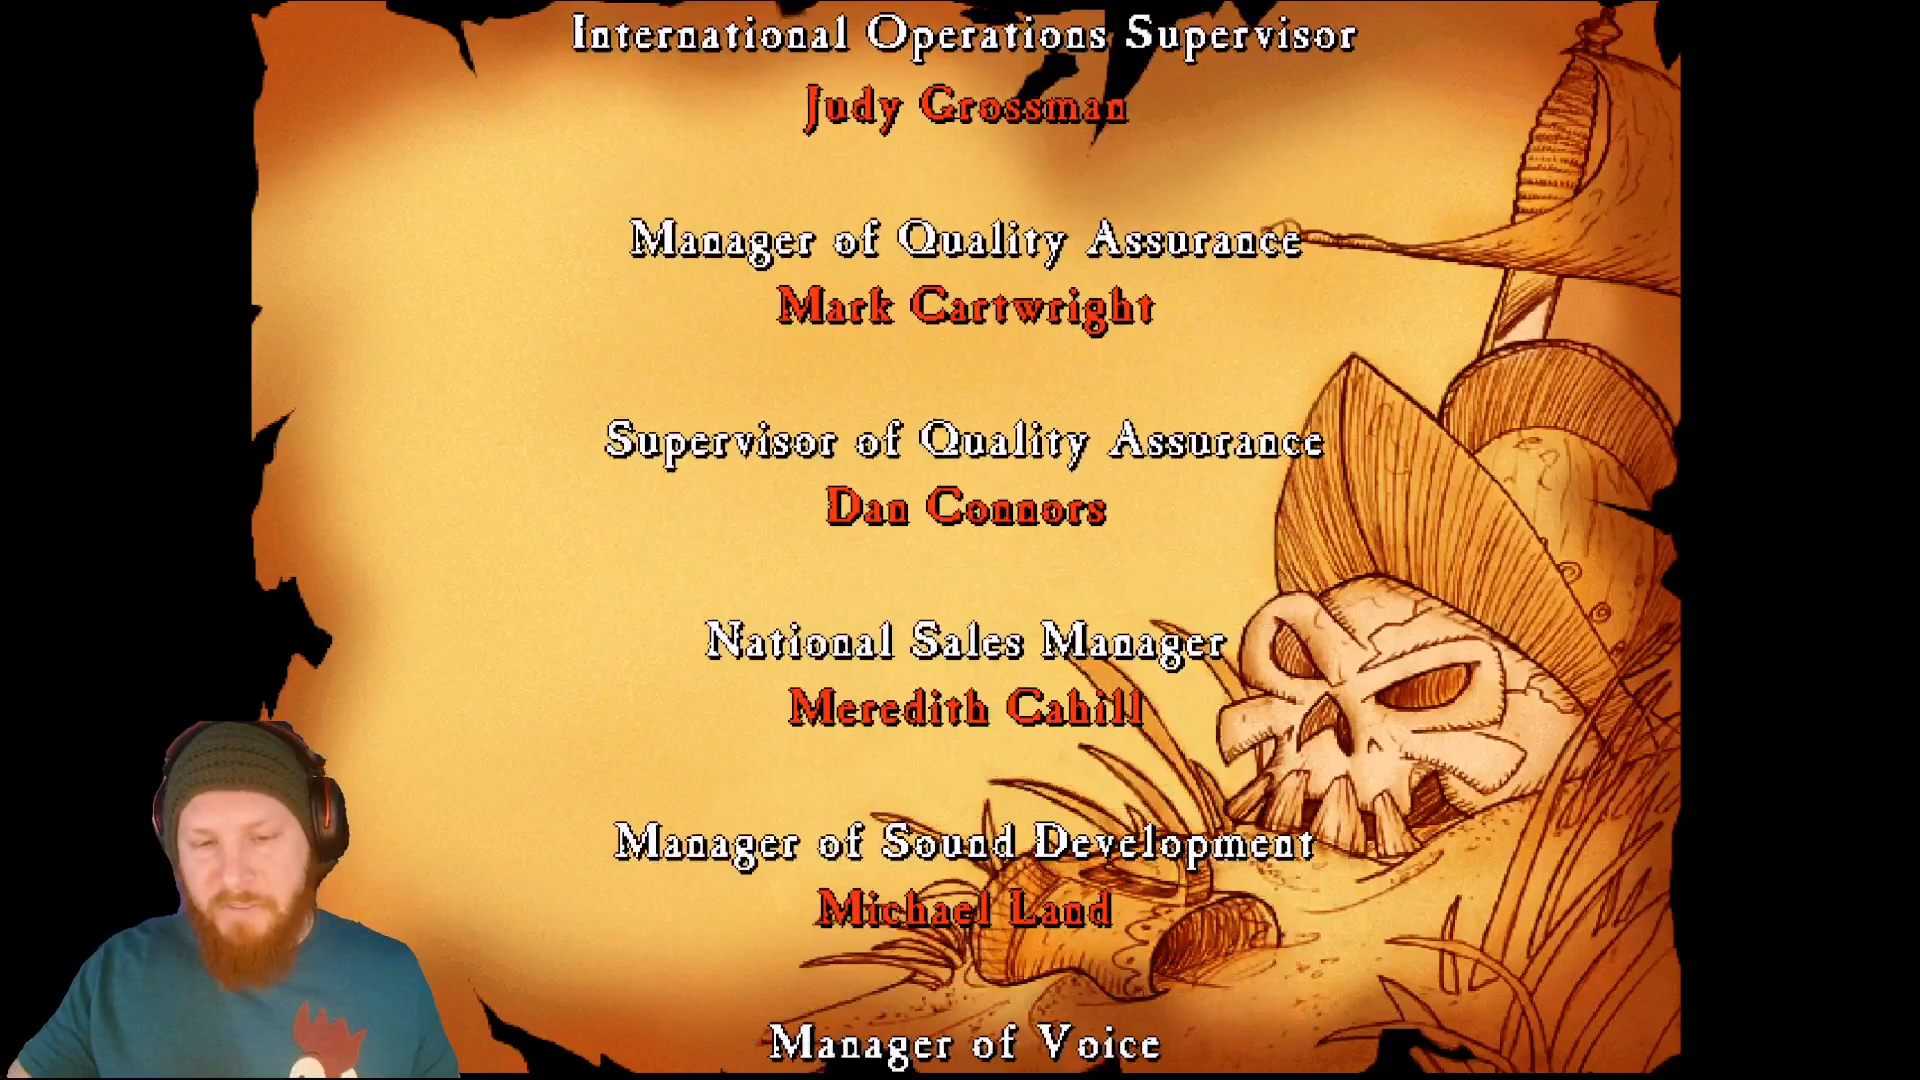 International Operations Supervisor
Judy Grossman
Manager of Quality Assurance
Mark Cartwright
Supervisor of Quality Assurance
Dan Connors
National Sales Manager
Meredith Cahill
Manager of Sound Development
Michael Land
Manager of Voice